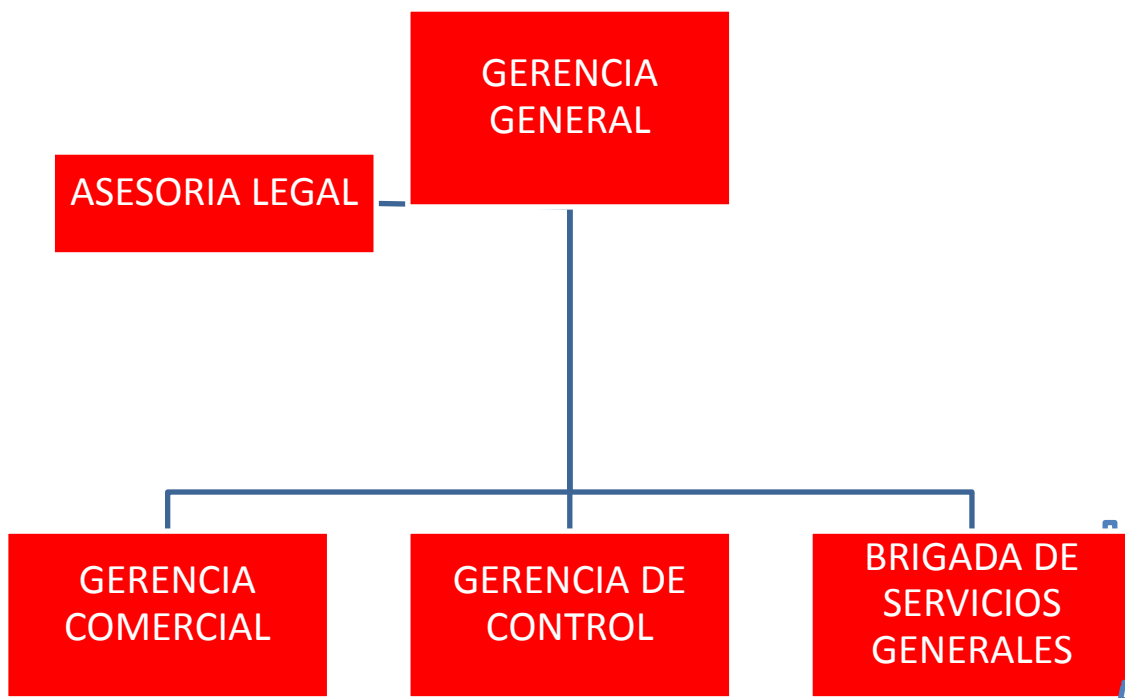 GERENCIA
GENERAL
ASESORIA LEGAL
GERENCIA
COMERCIAL
GERENCIA DE
CONTROL
BRIGADA DE
SERVICIOS
GENERALES